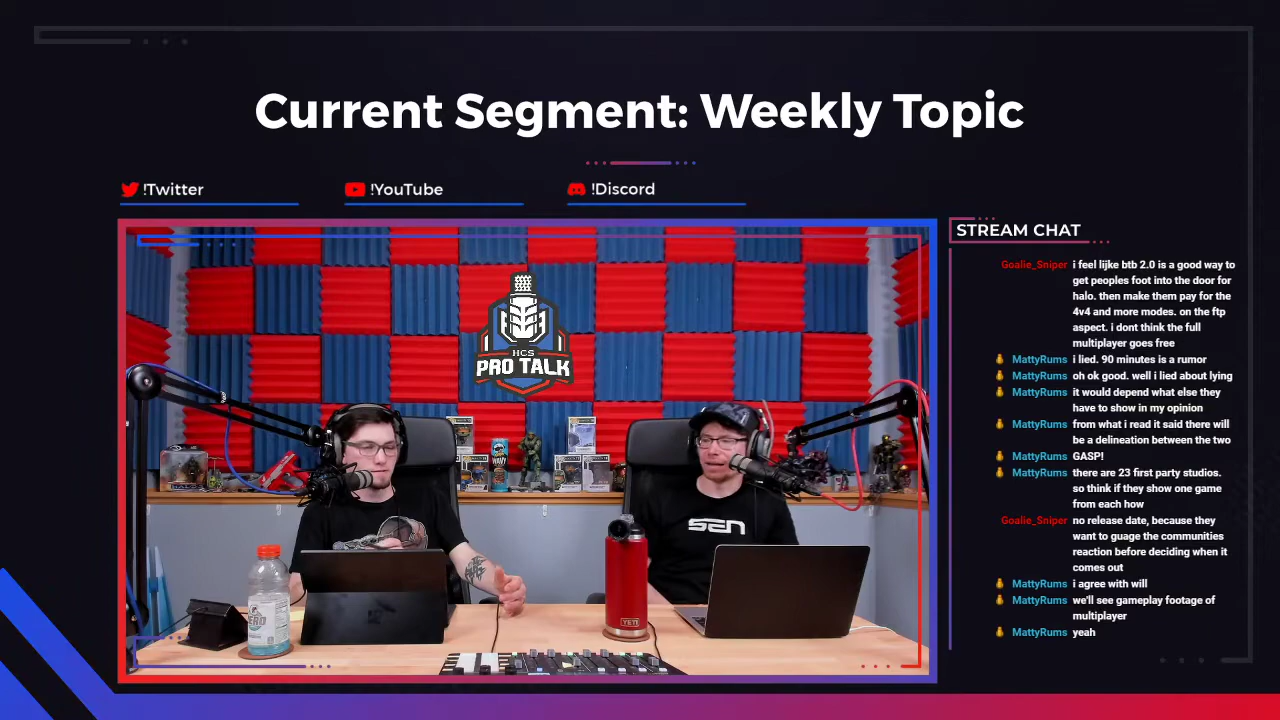 Current Segment: Weekly Topic
!Twitter
!YouTube
!Discord
STREAM CHAT
HCS
PRO TALK
WAVY
SEN
ZERO
YETI
Goalie_Sniper i feel lijke btb 2.0 is a good way to
get peoples foot into the door for
halo. then make them pay for the
4v4 and more modes. on the ftp
aspect. i dont think the full
multiplayer goes free
MattyRums i lied. 90 minutes is a rumor
MattyRums oh ok good. well i lied about lying
MattyRums it would depend what else they
have to show in my opinion
MattyRums from what i read it said there will
be a delineation between the two
MattyRums GASP!
MattyRums there are 23 first party studios.
so think if they show one game
from each how
Goalie_Sniper no release date, because they
want to guage the communities
reaction before deciding when it
comes out
MattyRums i agree with will
MattyRums we'll see gameplay footage of
multiplayer
MattyRums yeah